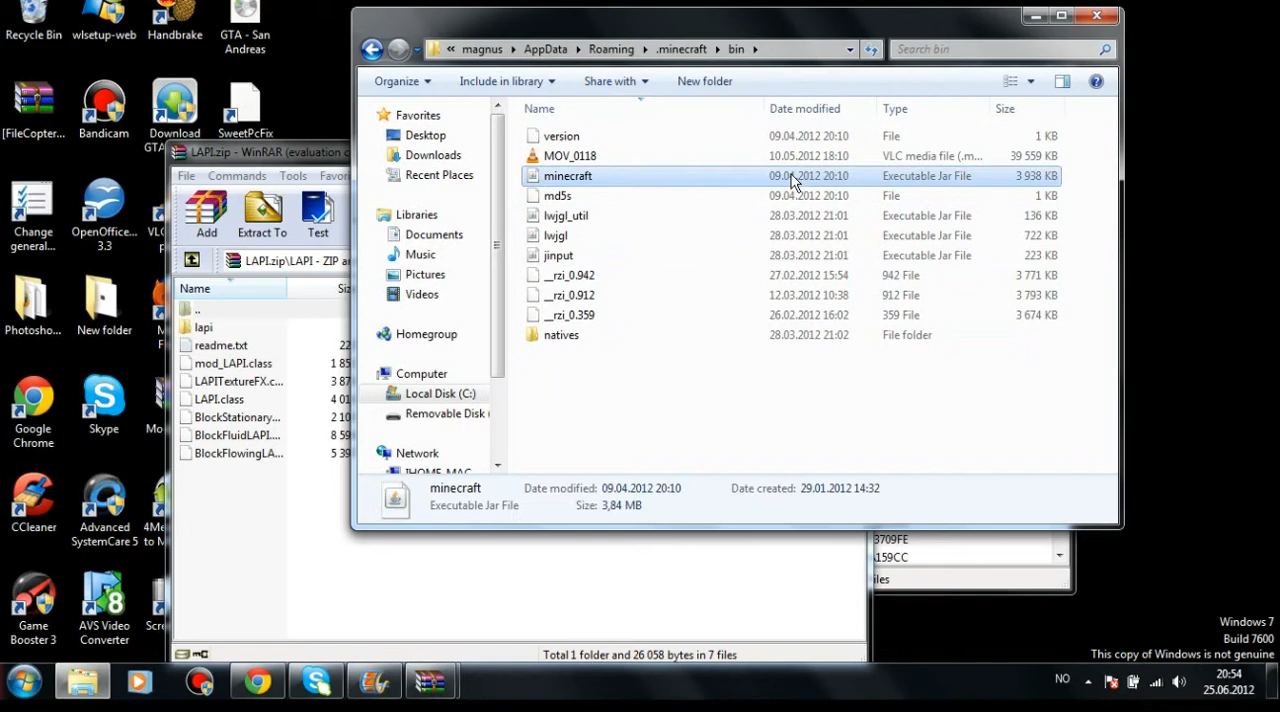 Recycle Bin
wlsetup-web
Handbrake
GTA - San
Andreas
[FileCopter...
Bandicam
Download
GTA
SweetPcFix
Change
general...
OpenOffice...
3.3
Photosho...
New folder
Google
Chrome
Skype
CCleaner
Advanced
SystemCare 5
4Me
to M
Game
Booster 3
AVS Video
Converter
Scre
LAPI.zip - WinRAR (evaluation c
File Commands Tools Favor
Add
Extract To
Test
LAPI.zip\LAPI - ZIP ar
Name
Siz
..
lapi
readme.txt 22
mod_LAPI.class 1 85
LAPITextureFX.c... 3 87
LAPI.class 4 01
BlockStationary... 2 10
BlockFluidLAPI.... 8 59
BlockFlowingLA... 5 39
Total 1 folder and 26 058 bytes in 7 files
« magnus AppData Roaming .minecraft bin
Search bin
Organize Include in library Share with New folder
Favorites
Desktop
Downloads
Recent Places
Libraries
Documents
Music
Pictures
Videos
Homegroup
Computer
Local Disk (C:)
Removable Disk (
Network
Name Date modified Type Size
version 09.04.2012 20:10 File 1 KB
MOV_0118 10.05.2012 18:10 VLC media file (.m... 39 559 KB
minecraft 09.04.2012 20:10 Executable Jar File 3 938 KB
md5s 09.04.2012 20:10 File 1 KB
lwjgl_util 28.03.2012 21:01 Executable Jar File 136 KB
lwjgl 28.03.2012 21:01 Executable Jar File 722 KB
jinput 28.03.2012 21:01 Executable Jar File 223 KB
__rzi_0.942 27.02.2012 15:54 942 File 3 771 KB
__rzi_0.912 12.03.2012 10:38 912 File 3 793 KB
__rzi_0.359 26.02.2012 16:02 359 File 3 674 KB
natives 28.03.2012 21:02 File folder
minecraft Date modified: 09.04.2012 20:10 Date created: 29.01.2012 14:32
Executable Jar File Size: 3,84 MB
3709FE
A159CC
iles
Windows 7
Build 7600
This copy of Windows is not genuine
NO
20:54
25.06.2012